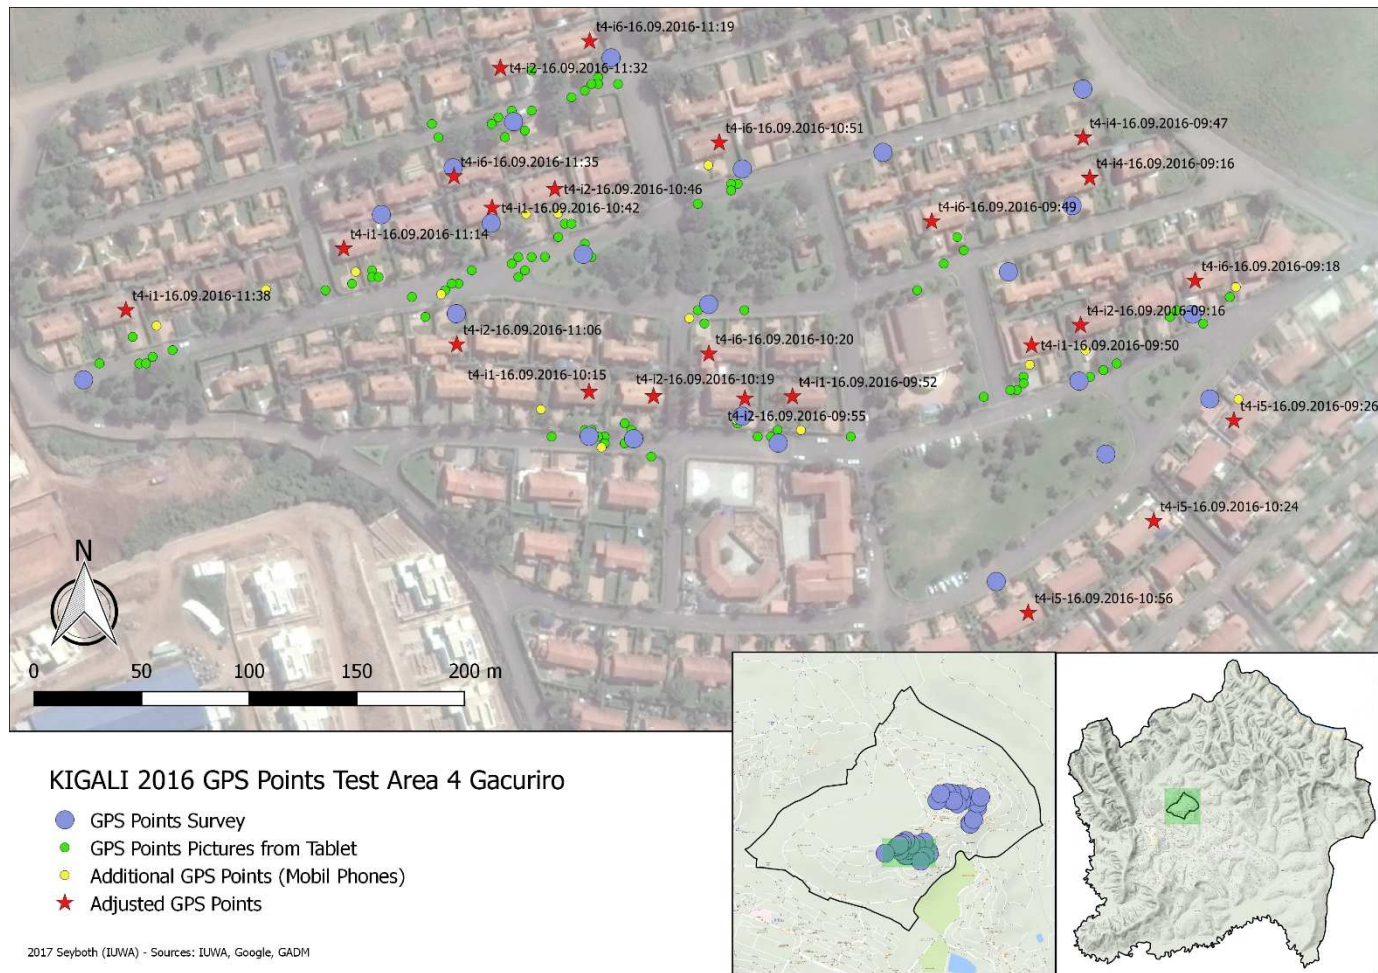 t4-i6-16.09.2016-11:19
t4-i2-16.09.2016-11:32
t4-i6-16.09.2016-10:51
t4-i4-16.09.2016-09:47
t4-i6-16.09.2016-11:35
t4-i4-16.09.2016-09:16
t4-i2-16.09.2016-10:46
t4-i1-16.09.2016-10:42
t4-i6-16.09.2016-09:49
t4-i1-16.09.2016-11:14
t4-i6-16.09.2016-09:18
t4-i1-16.09.2016-11:38
t4-i2-16.09.2016-09:16
t4-i2-16.09.2016-11:06
t4-i6-16.09.2016-10:20
t4-i1-16.09.2016-09:50
t4-i1-16.09.2016-10:15
t4-i2-16.09.2016-10:19
t4-i1-16.09.2016-09:52
t4-i2-16.09.2016-09:55
t4-i5-16.09.2016-09:26
t4-i5-16.09.2016-10:24
t4-i5-16.09.2016-10:56
N
0 50 100 150 200 m
KIGALI 2016 GPS Points Test Area 4 Gacuriro
GPS Points Survey
GPS Points Pictures from Tablet
Additional GPS Points (Mobil Phones)
Adjusted GPS Points
2017 Seyboth (IUWA) - Sources: IUWA, Google, GADM